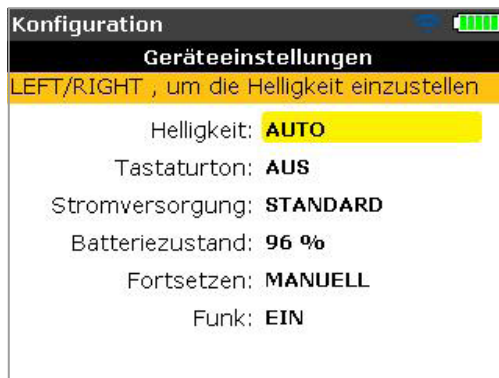 Konfiguration
Geräteeinstellungen
LEFT/RIGHT , um die Helligkeit einzustellen
Helligkeit: AUTO
Tastaturton: AUS
Stromversorgung: STANDARD
Batteriezustand: 96 %
Fortsetzen: MANUELL
Funk: EIN